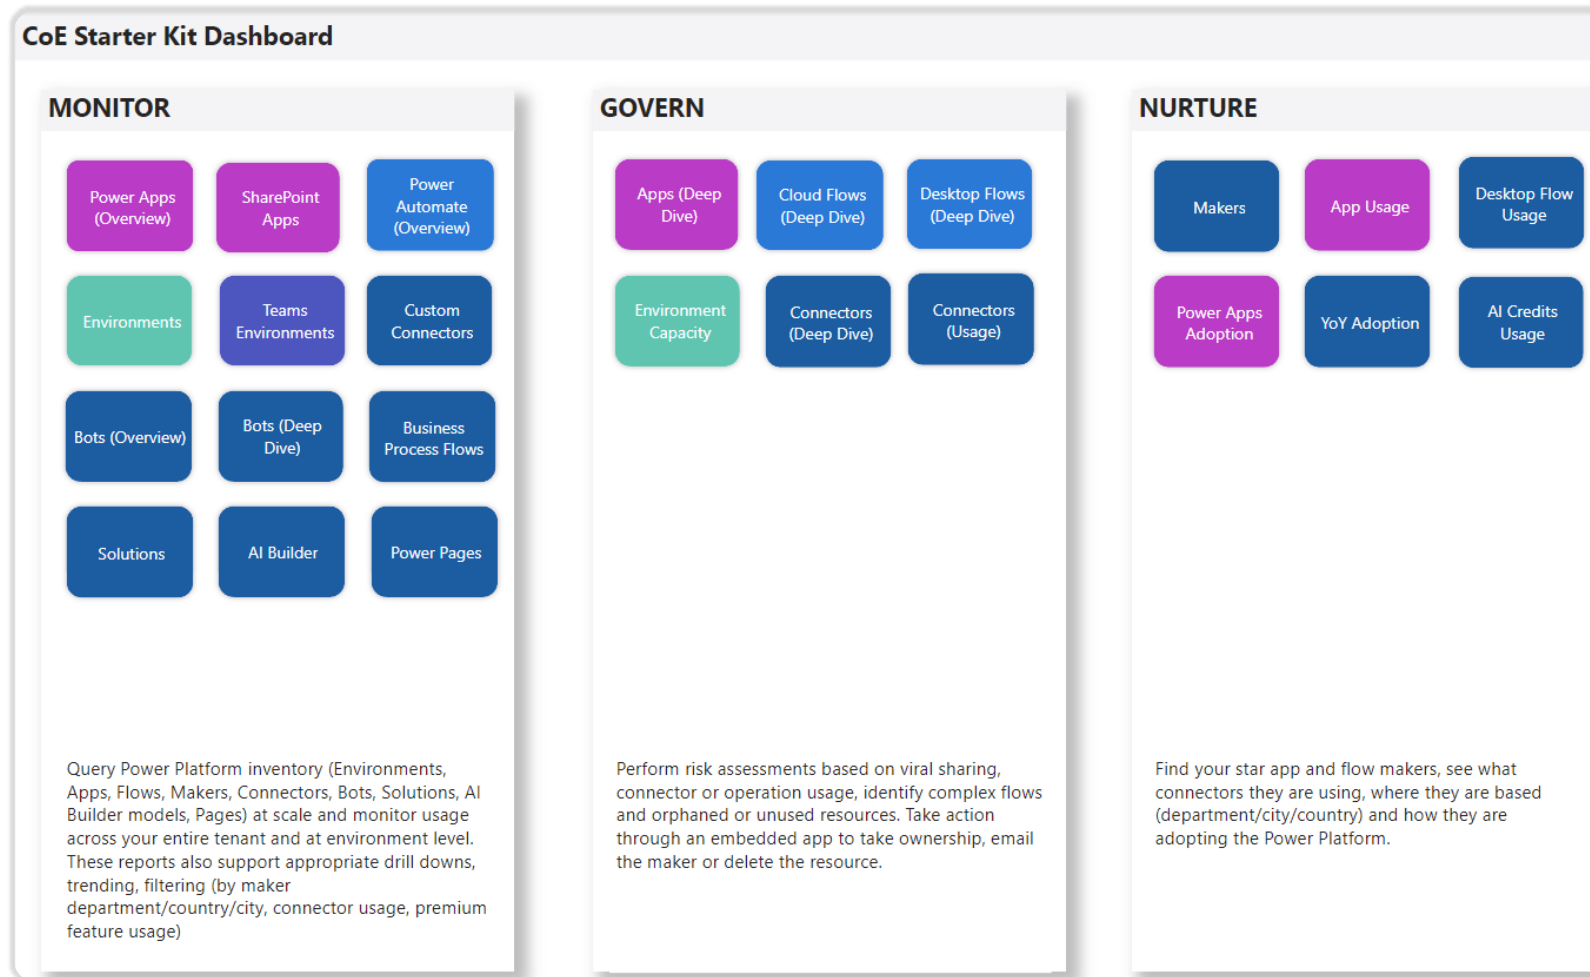 CoE Starter Kit Dashboard
MONITOR
Power Apps
(Overview)
SharePoint
Apps
Power
Automate
(Overview)
Environments
Teams
Environments
Custom
Connectors
Bots (Overview)
Bots (Deep
Dive)
Business
Process Flows
Solutions
AI Builder
Power Pages
Query Power Platform inventory (Environments,
Apps, Flows, Makers, Connectors, Bots, Solutions, AI
Builder models, Pages) at scale and monitor usage
across your entire tenant and at environment level.
These reports also support appropriate drill downs,
trending, filtering (by maker
department/country/city, connector usage, premium
feature usage)
GOVERN
Apps (Deep
Dive)
Cloud Flows
(Deep Dive)
Desktop Flows
(Deep Dive)
Environment
Capacity
Connectors
(Deep Dive)
Connectors
(Usage)
Perform risk assessments based on viral sharing,
connector or operation usage, identify complex flows
and orphaned or unused resources. Take action
through an embedded app to take ownership, email
the maker or delete the resource.
NURTURE
Makers
App Usage
Desktop Flow
Usage
Power Apps
Adoption
YoY Adoption
AI Credits
Usage
Find your star app and flow makers, see what
connectors they are using, where they are based
(department/city/country) and how they are
adopting the Power Platform.